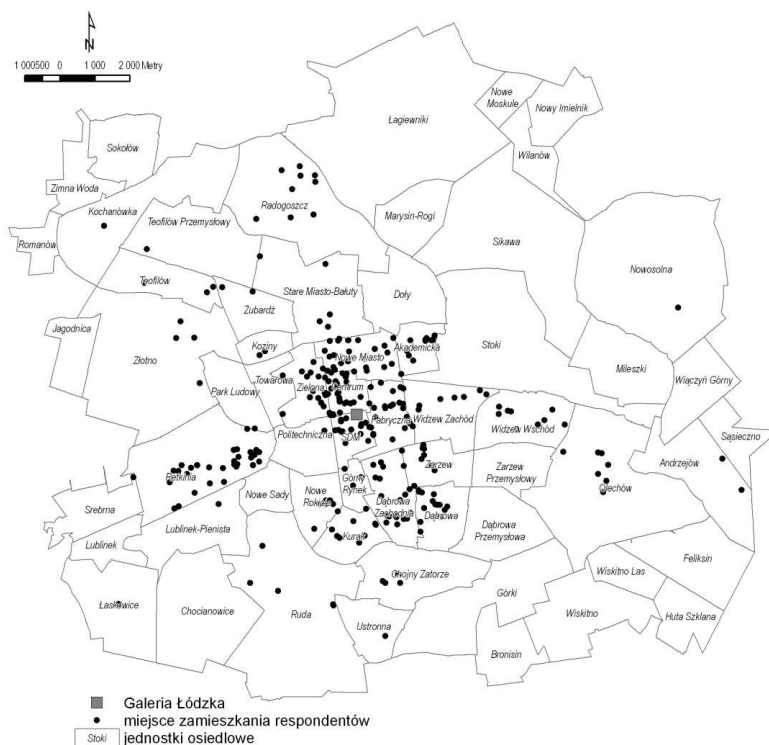 N
1 000500 0 1 000 2 000 Metry
Nowe
Moskule
Nowy Imielnik
Łagiewniki
Sokołów
Wilanów
Zimna Woda
Radogoszcz
Kochanówka
Teofilów Przemysłowy
Marysin-Rogi
Romanów
Sikawa
Nowosolna
Teofilów
Stare Miasto-Bałuty
Doły
Żubardź
Jagodnica
Koziny
Akademicka
Stoki
Złotno
Nowe Miasto
Mileszki
Towarowa
Zielona
Centrum
Wiączyń Górny
Park Ludowy
Fabryczna
Widzew Zachód
Widzew Wschód
Sąsieczno
Politechniczna
SDM
Zarzew
Andrzejów
Retkinia
Górny
Rynek
Zarzew
Przemysłowy
Olechów
Nowe Sady
Nowe
Rokicie
Srebrna
Dąbrowa
Zachodnia
Dąbrowa
Lublinek-Pienista
Dąbrowa
Przemysłowa
Kurak
Lublinek
Feliksin
Chojny Zatorze
Wiskitno Las
Łaskowice
Chocianowice
Ruda
Górki
Ustronna
Wiskitno
Huta Szklana
Bronisin
Galeria Łódzka
miejsce zamieszkania respondentów
Stoki
jednostki osiedlowe